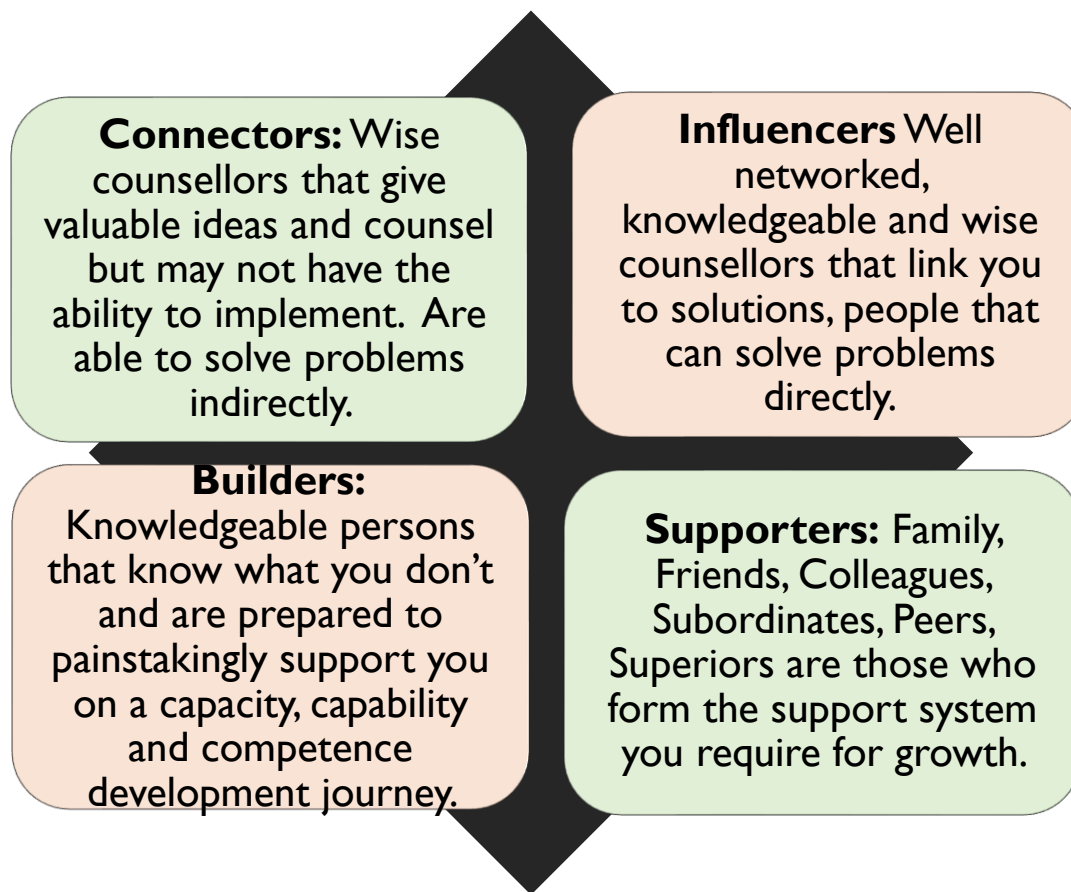 Connectors: Wise
counsellors that give
valuable ideas and counsel
but may not have the
ability to implement. Are
able to solve problems
indirectly.
Influencers Well
networked,
knowledgeable and wise
counsellors that link you
to solutions, people that
can solve problems
directly.
Builders:
Knowledgeable persons
that know what you don’t
and are prepared to
painstakingly support you
on a capacity, capability
and competence
development journey.
Supporters: Family,
Friends, Colleagues,
Subordinates, Peers,
Superiors are those who
form the support system
you require for growth.